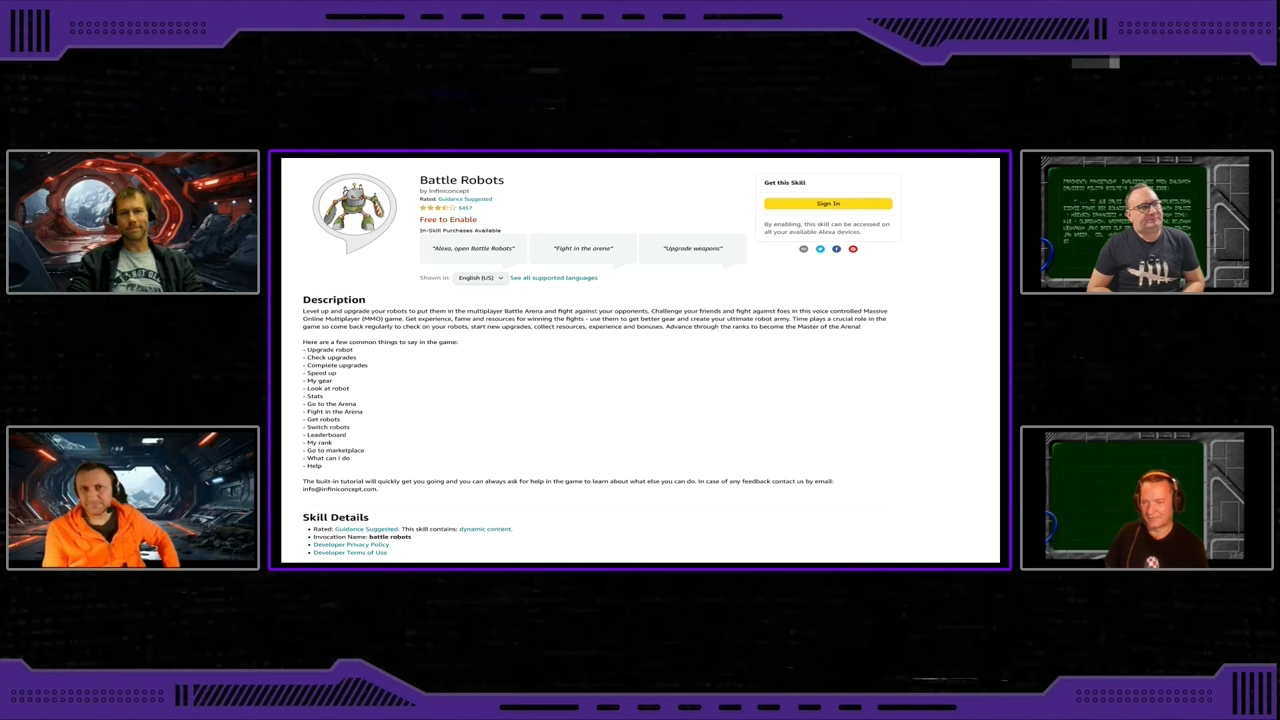 Battle Robots
by Infiniconcept
Rated: Guidance Suggested
3457
Free to Enable
In-Skill Purchases Available
"Alexa, open Battle Robots"
"Fight in the arena"
"Upgrade weapons"
Shown in: English (US) See all supported languages
Get this Skill
Sign In
By enabling, this skill can be accessed on
all your available Alexa devices.
Description
Level up and upgrade your robots to put them in the multiplayer Battle Arena and fight against your opponents. Challenge your friends and fight against foes in this voice controlled Massive
Online Multiplayer (MMO) game. Get experience, fame and resources for winning the fights - use them to get better gear and create your ultimate robot army. Time plays a crucial role in the
game so come back regularly to check on your robots, start new upgrades, collect resources, experience and bonuses. Advance through the ranks to become the Master of the Arena!
Here are a few common things to say in the game:
- Upgrade robot
- Check upgrades
- Complete upgrades
- Speed up
- My gear
- Look at robot
- Stats
- Go to the Arena
- Fight in the Arena
- Get robots
- Switch robots
- Leaderboard
- My rank
- Go to marketplace
- What can I do
- Help
The built-in tutorial will quickly get you going and you can always ask for help in the game to learn about what else you can do. In case of any feedback contact us by email:
info@infiniconcept.com.
Skill Details
• Rated: Guidance Suggested. This skill contains: dynamic content.
• Invocation Name: battle robots
• Developer Privacy Policy
• Developer Terms of Use